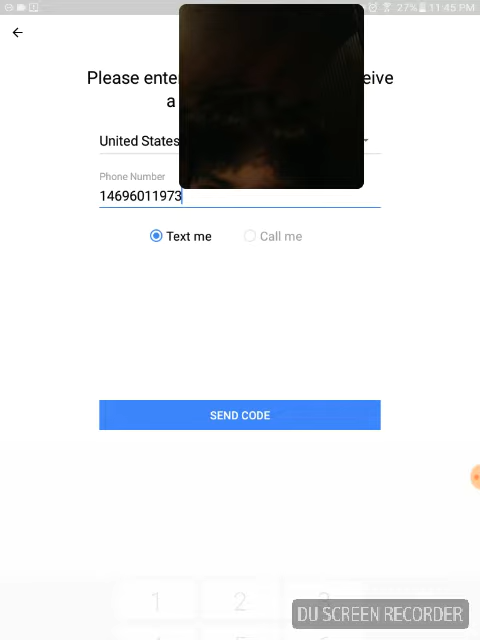 27% 11:45 PM
Please ente eive
a
United States
Phone Number
14696011973
Text me Call me
SEND CODE
1 2 3
DU SCREEN RECORDER